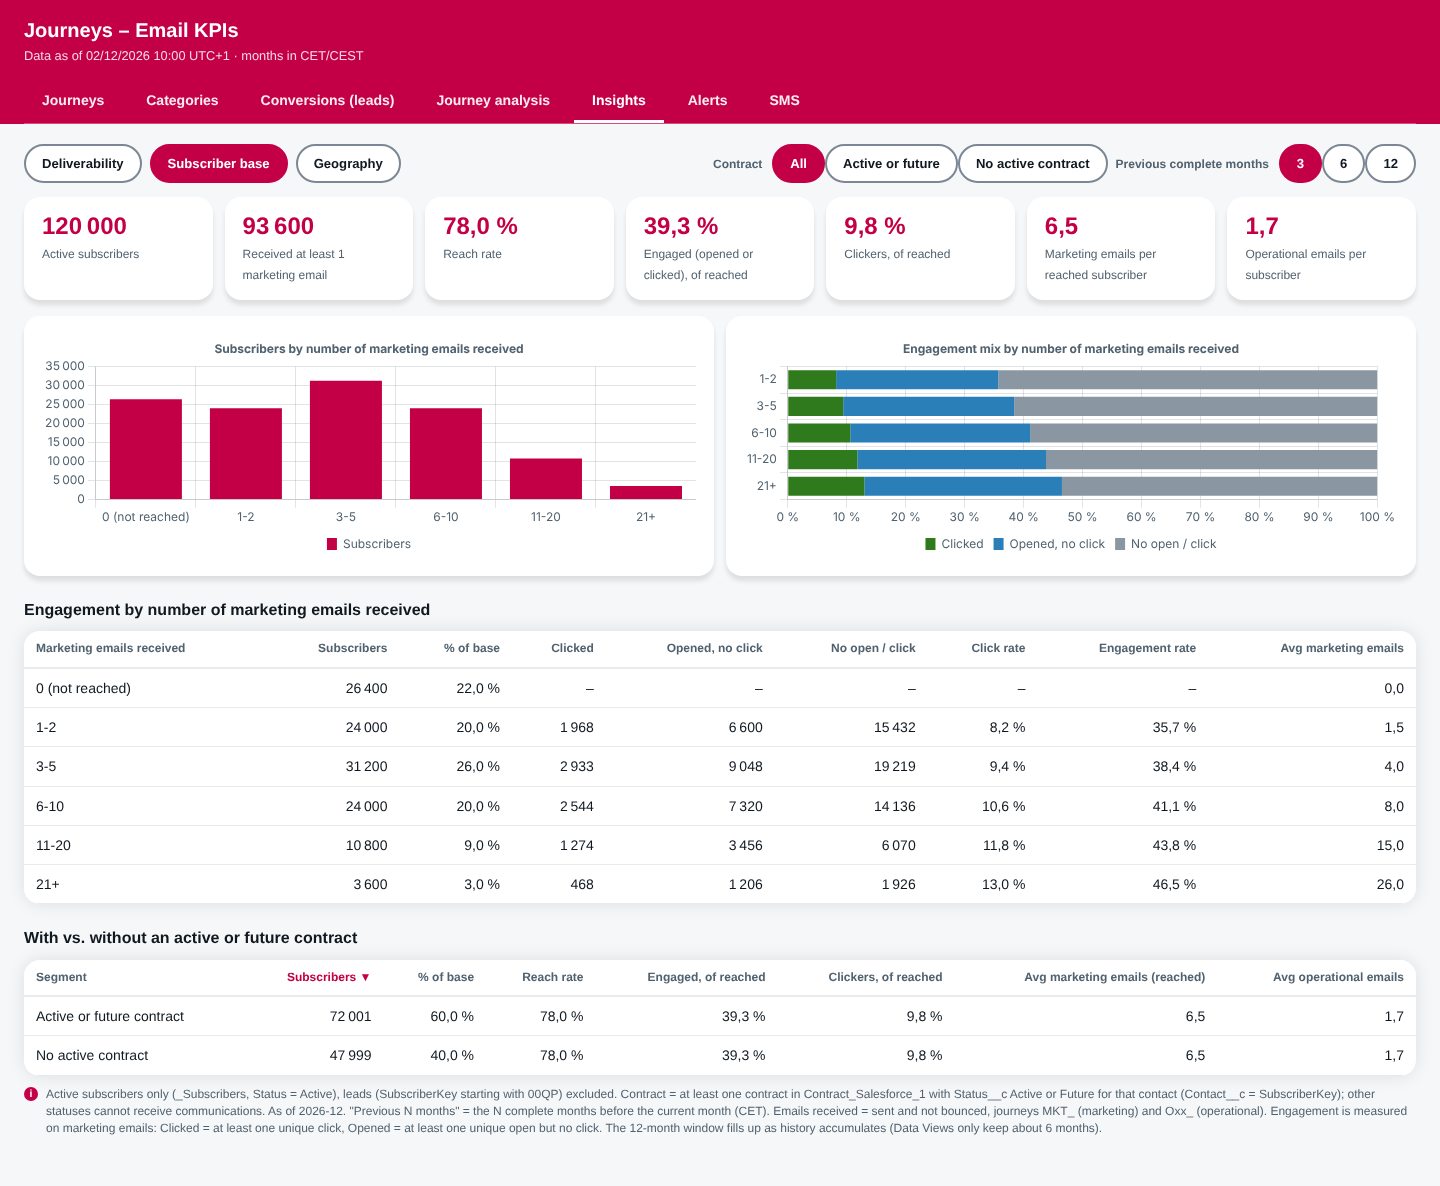 Journeys – Email KPIs
Data as of 02/12/2026 10:00 UTC+1 · months in CET/CEST
Journeys Categories Conversions (leads) Journey analysis Insights Alerts SMS
Deliverability Subscriber base Geography Contract All Active or future No active contract Previous complete months 3 6 12
120 000 93 600 78,0 % 39,3 % 9,8 % 6,5 1,7
Active subscribers Received at least 1 Reach rate Engaged (opened or Clickers, of reached Marketing emails per Operational emails per
marketing email clicked), of reached reached subscriber subscriber
Subscribers by number of marketing emails received
35 000
30 000
25 000
20 000
15 000
10 000
5 000
0
0 (not reached) 1-2 3-5 6-10 11-20 21+
Subscribers
Engagement mix by number of marketing emails received
1-2
3-5
6-10
11-20
21+
0 % 10 % 20 % 30 % 40 % 50 % 60 % 70 % 80 % 90 % 100 %
Clicked Opened, no click No open / click
Engagement by number of marketing emails received
Marketing emails received Subscribers % of base Clicked Opened, no click No open / click Click rate Engagement rate Avg marketing emails
0 (not reached) 26 400 22,0 % – – – – – 0,0
1-2 24 000 20,0 % 1 968 6 600 15 432 8,2 % 35,7 % 1,5
3-5 31 200 26,0 % 2 933 9 048 19 219 9,4 % 38,4 % 4,0
6-10 24 000 20,0 % 2 544 7 320 14 136 10,6 % 41,1 % 8,0
11-20 10 800 9,0 % 1 274 3 456 6 070 11,8 % 43,8 % 15,0
21+ 3 600 3,0 % 468 1 206 1 926 13,0 % 46,5 % 26,0
With vs. without an active or future contract
Segment Subscribers ▼ % of base Reach rate Engaged, of reached Clickers, of reached Avg marketing emails (reached) Avg operational emails
Active or future contract 72 001 60,0 % 78,0 % 39,3 % 9,8 % 6,5 1,7
No active contract 47 999 40,0 % 78,0 % 39,3 % 9,8 % 6,5 1,7
i Active subscribers only (_Subscribers, Status = Active), leads (SubscriberKey starting with 00QP) excluded. Contract = at least one contract in Contract_Salesforce_1 with Status__c Active or Future for that contact (Contact__c = SubscriberKey); other
statuses cannot receive communications. As of 2026-12. "Previous N months" = the N complete months before the current month (CET). Emails received = sent and not bounced, journeys MKT_ (marketing) and Oxx_ (operational). Engagement is measured
on marketing emails: Clicked = at least one unique click, Opened = at least one unique open but no click. The 12-month window fills up as history accumulates (Data Views only keep about 6 months).